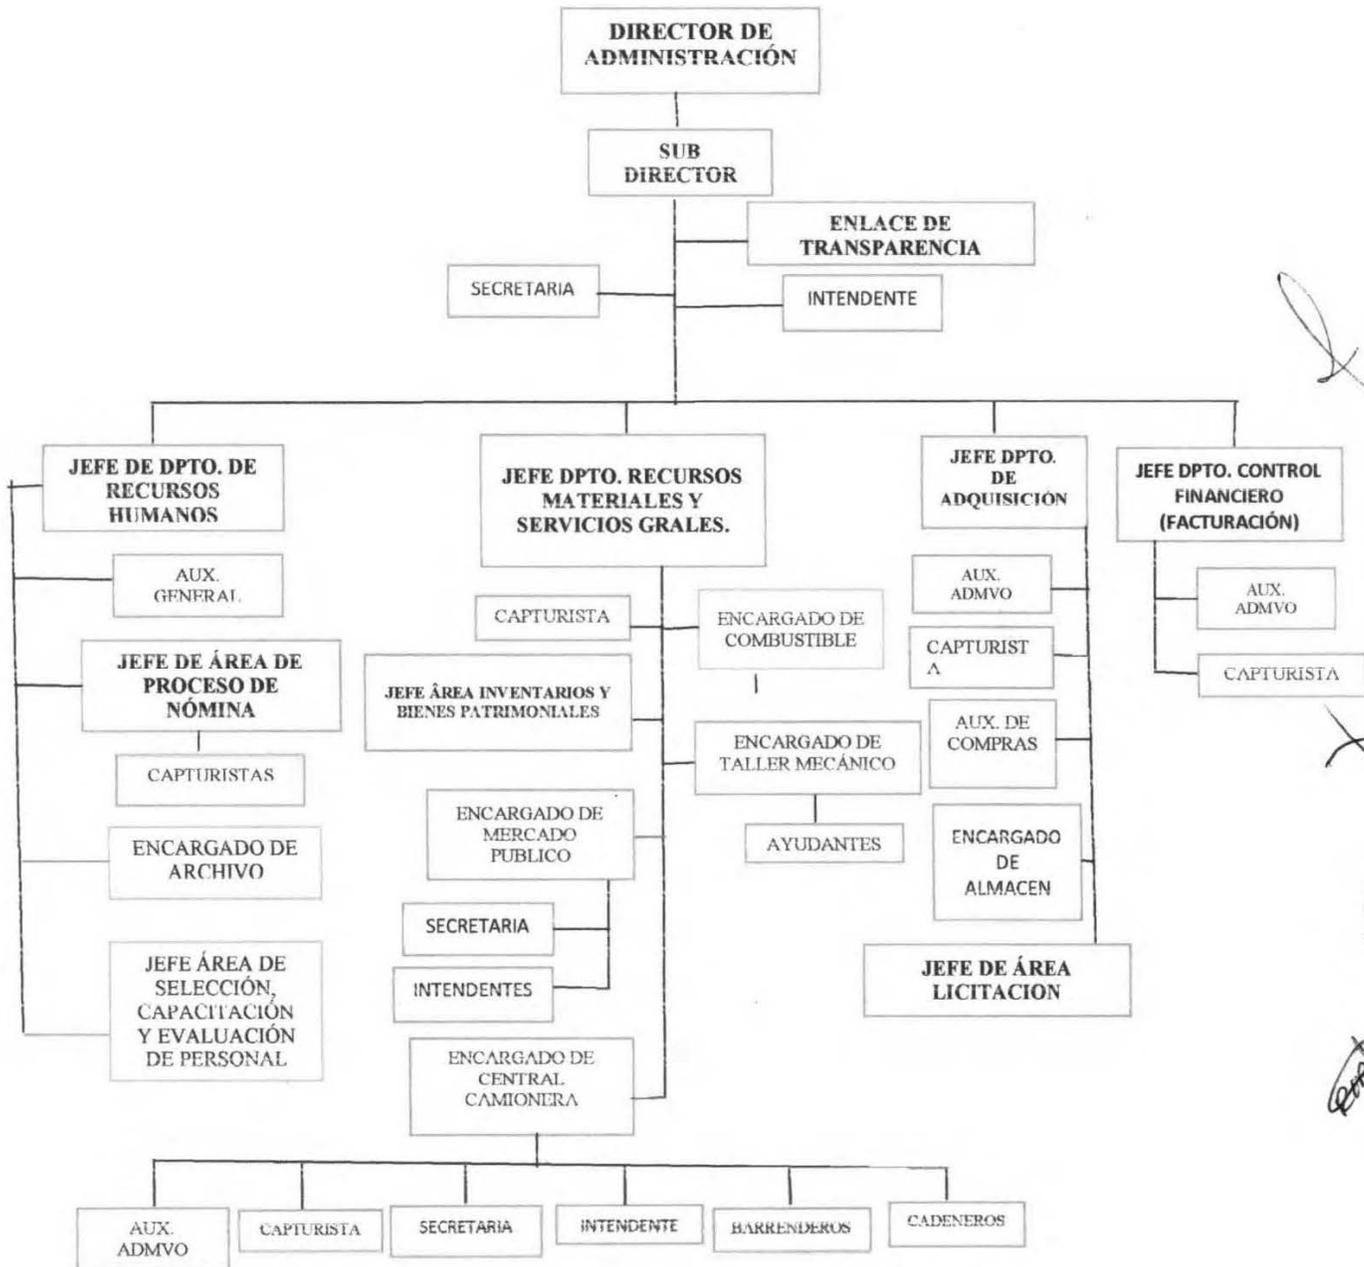 DIRECTOR DE
ADMINISTRACIÓN
SUB
DIRECTOR
ENLACE DE
TRANSPARENCIA
SECRETARIA
INTENDENTE
JEFE DE DPTO. DE
RECURSOS
HUMANOS
AUX.
GENERAL
JEFE DE ÁREA DE
PROCESO DE
NÓMINA
CAPTURISTAS
ENCARGADO DE
ARCHIVO
JEFE ÁREA DE
SELECCIÓN,
CAPACITACIÓN
Y EVALUACIÓN
DE PERSONAL
JEFE DPTO. RECURSOS
MATERIALES Y
SERVICIOS GRALES.
CAPTURISTA
ENCARGADO DE
COMBUSTIBLE
JEFE ÂREA INVENTARIOS Y
BIENES PATRIMONIALES
ENCARGADO DE
TALLER MECÁNICO
AYUDANTES
ENCARGADO DE
MERCADO
PUBLICO
SECRETARIA
INTENDENTES
ENCARGADO DE
CENTRAL
CAMIONERA
AUX.
ADMVO
CAPTURISTA
SECRETARIA
INTENDENTE
BARRENDEROS
CADENEROS
JEFE DPTO.
DE
ADQUISICIÓN
AUX.
ADMVO
CAPTURIST
A
AUX. DE
COMPRAS
ENCARGADO
DE
ALMACEN
JEFE DE ÁREA
LICITACION
JEFE DPTO. CONTROL
FINANCIERO
(FACTURACIÓN)
AUX.
ADMVO
CAPTURISTA